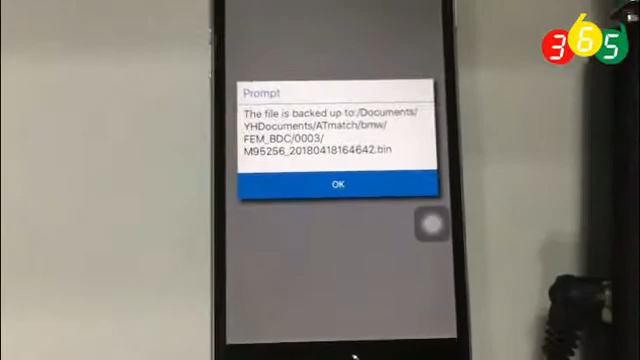 365
Prompt
The file is backed up to:/Documents/
YHDocuments/ATmatch/bmw/
FEM_BDC/0003/
M95256_20180418164642.bin
OK